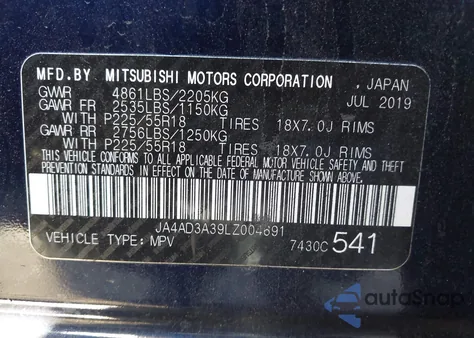 MFD.BY MITSUBISHI MOTORS CORPORATION , JAPAN
GVWR 4861LBS/2205KG JUL 2019
GAWR FR 2535LBS/1150KG
WITH P225/55R18 TIRES 18X7.0J RIMS
GAWR RR 2756LBS/1250KG
WITH P225/55R18 TIRES 18X7.0J RIMS
THIS VEHICLE CONFORMS TO ALL APPLICABLE FEDERAL MOTOR VEHICLE SAFETY AND THEFT
PREVENTION STANDARDS IN EFFECT ON THE DATE OF MANUFACTURE SHOWN ABOVE.
JA4AD3A39LZ004691
VEHICLE TYPE: MPV 7430C 541
autoSnap